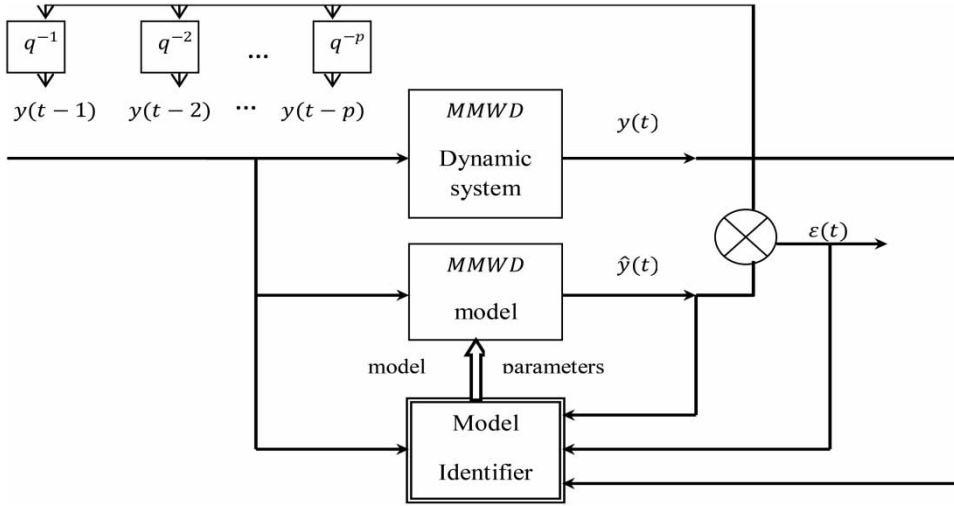 q⁻¹ q⁻² ... q⁻ᵖ
y(t − 1) y(t − 2) ... y(t − p)
MMWD
Dynamic
system
y(t)
ε(t)
MMWD
model
ŷ(t)
model parameters
Model
Identifier